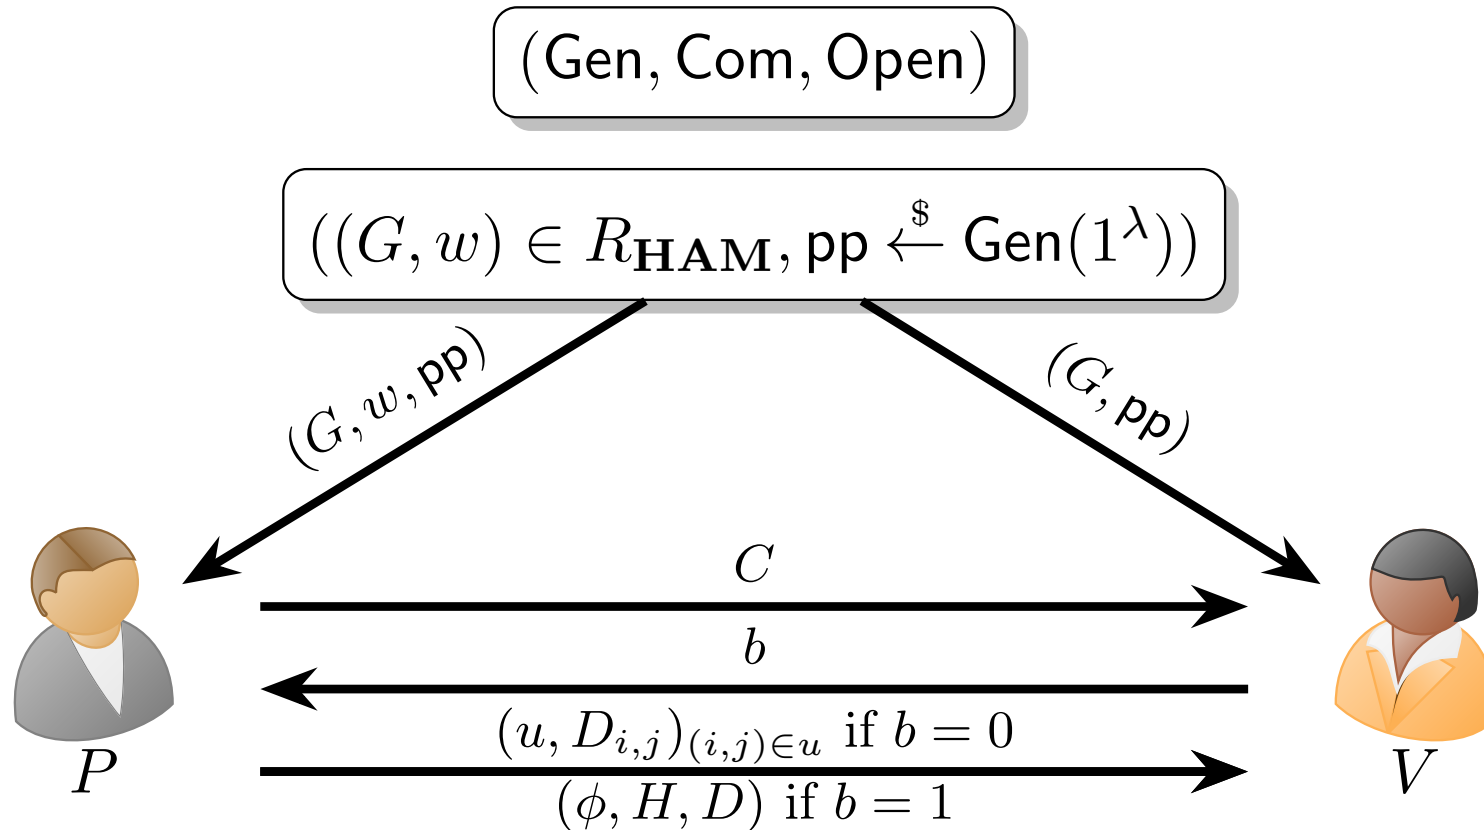 (Gen, Com, Open)
((G, w) ∈ R_HAM, pp ←$ Gen(1^λ))
(G, w, pp)
(G, pp)
C
b
(u, D_{i,j})_{(i,j)∈u} if b = 0
(ϕ, H, D) if b = 1
P
V